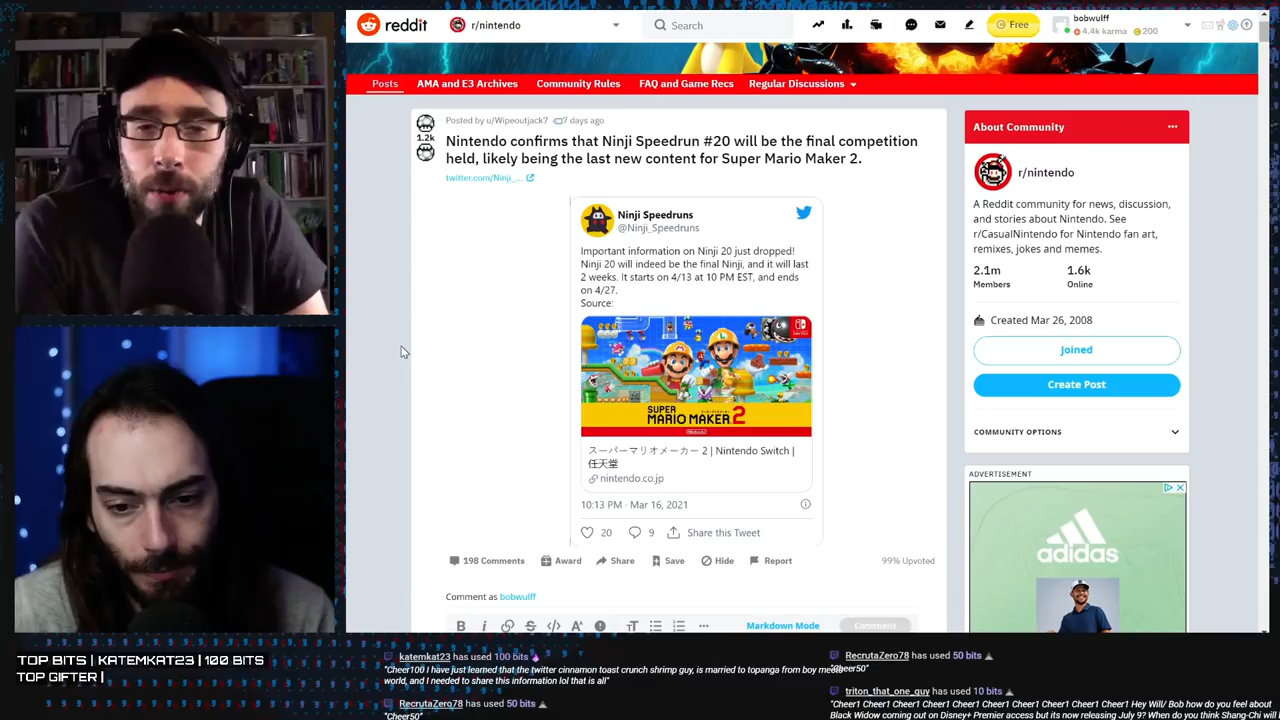 reddit
r/nintendo
Search
Free
bobwulff
4.4k karma
200
Posts
AMA and E3 Archives
Community Rules
FAQ and Game Recs
Regular Discussions
Posted by u/Wipeoutjack7
7 days ago
1.2k
Nintendo confirms that Ninji Speedrun #20 will be the final competition
held, likely being the last new content for Super Mario Maker 2.
twitter.com/Ninji_...
Ninji Speedruns
@Ninji_Speedruns
Important information on Ninji 20 just dropped!
Ninji 20 will indeed be the final Ninji, and it will last
2 weeks. It starts on 4/13 at 10 PM EST, and ends
on 4/27.
Source:
SUPER
MARIO MAKER 2
Nintendo
スーパーマリオメーカー 2 | Nintendo Switch |
任天堂
nintendo.co.jp
10:13 PM · Mar 16, 2021
20
9
Share this Tweet
198 Comments
Award
Share
Save
Hide
Report
99% Upvoted
Comment as bobwulff
Markdown Mode
Comment
About Community
r/nintendo
A Reddit community for news, discussion,
and stories about Nintendo. See
r/CasualNintendo for Nintendo fan art,
remixes, jokes and memes.
2.1m
Members
1.6k
Online
Created Mar 26, 2008
Joined
Create Post
COMMUNITY OPTIONS
ADVERTISEMENT
adidas
TOP BITS | KATEMKAT23 | 100 BITS
TOP GIFTER |
katemkat23 has used 100 bits
"Cheer100 I have just learned that the twitter cinnamon toast crunch shrimp guy, is married to topanga from boy meets
world, and I needed to share this information lol that is all"
RecrutaZero78 has used 50 bits
"Cheer50"
RecrutaZero78 has used 50 bits
"Cheer50"
triton_that_one_guy has used 10 bits
"Cheer1 Cheer1 Cheer1 Cheer1 Cheer1 Cheer1 Cheer1 Cheer1 Cheer1 Cheer1 Hey Will/ Bob how do you feel about
Black Widow coming out on Disney+ Premier access but its now releasing July 9? When do you think Shang-Chi will